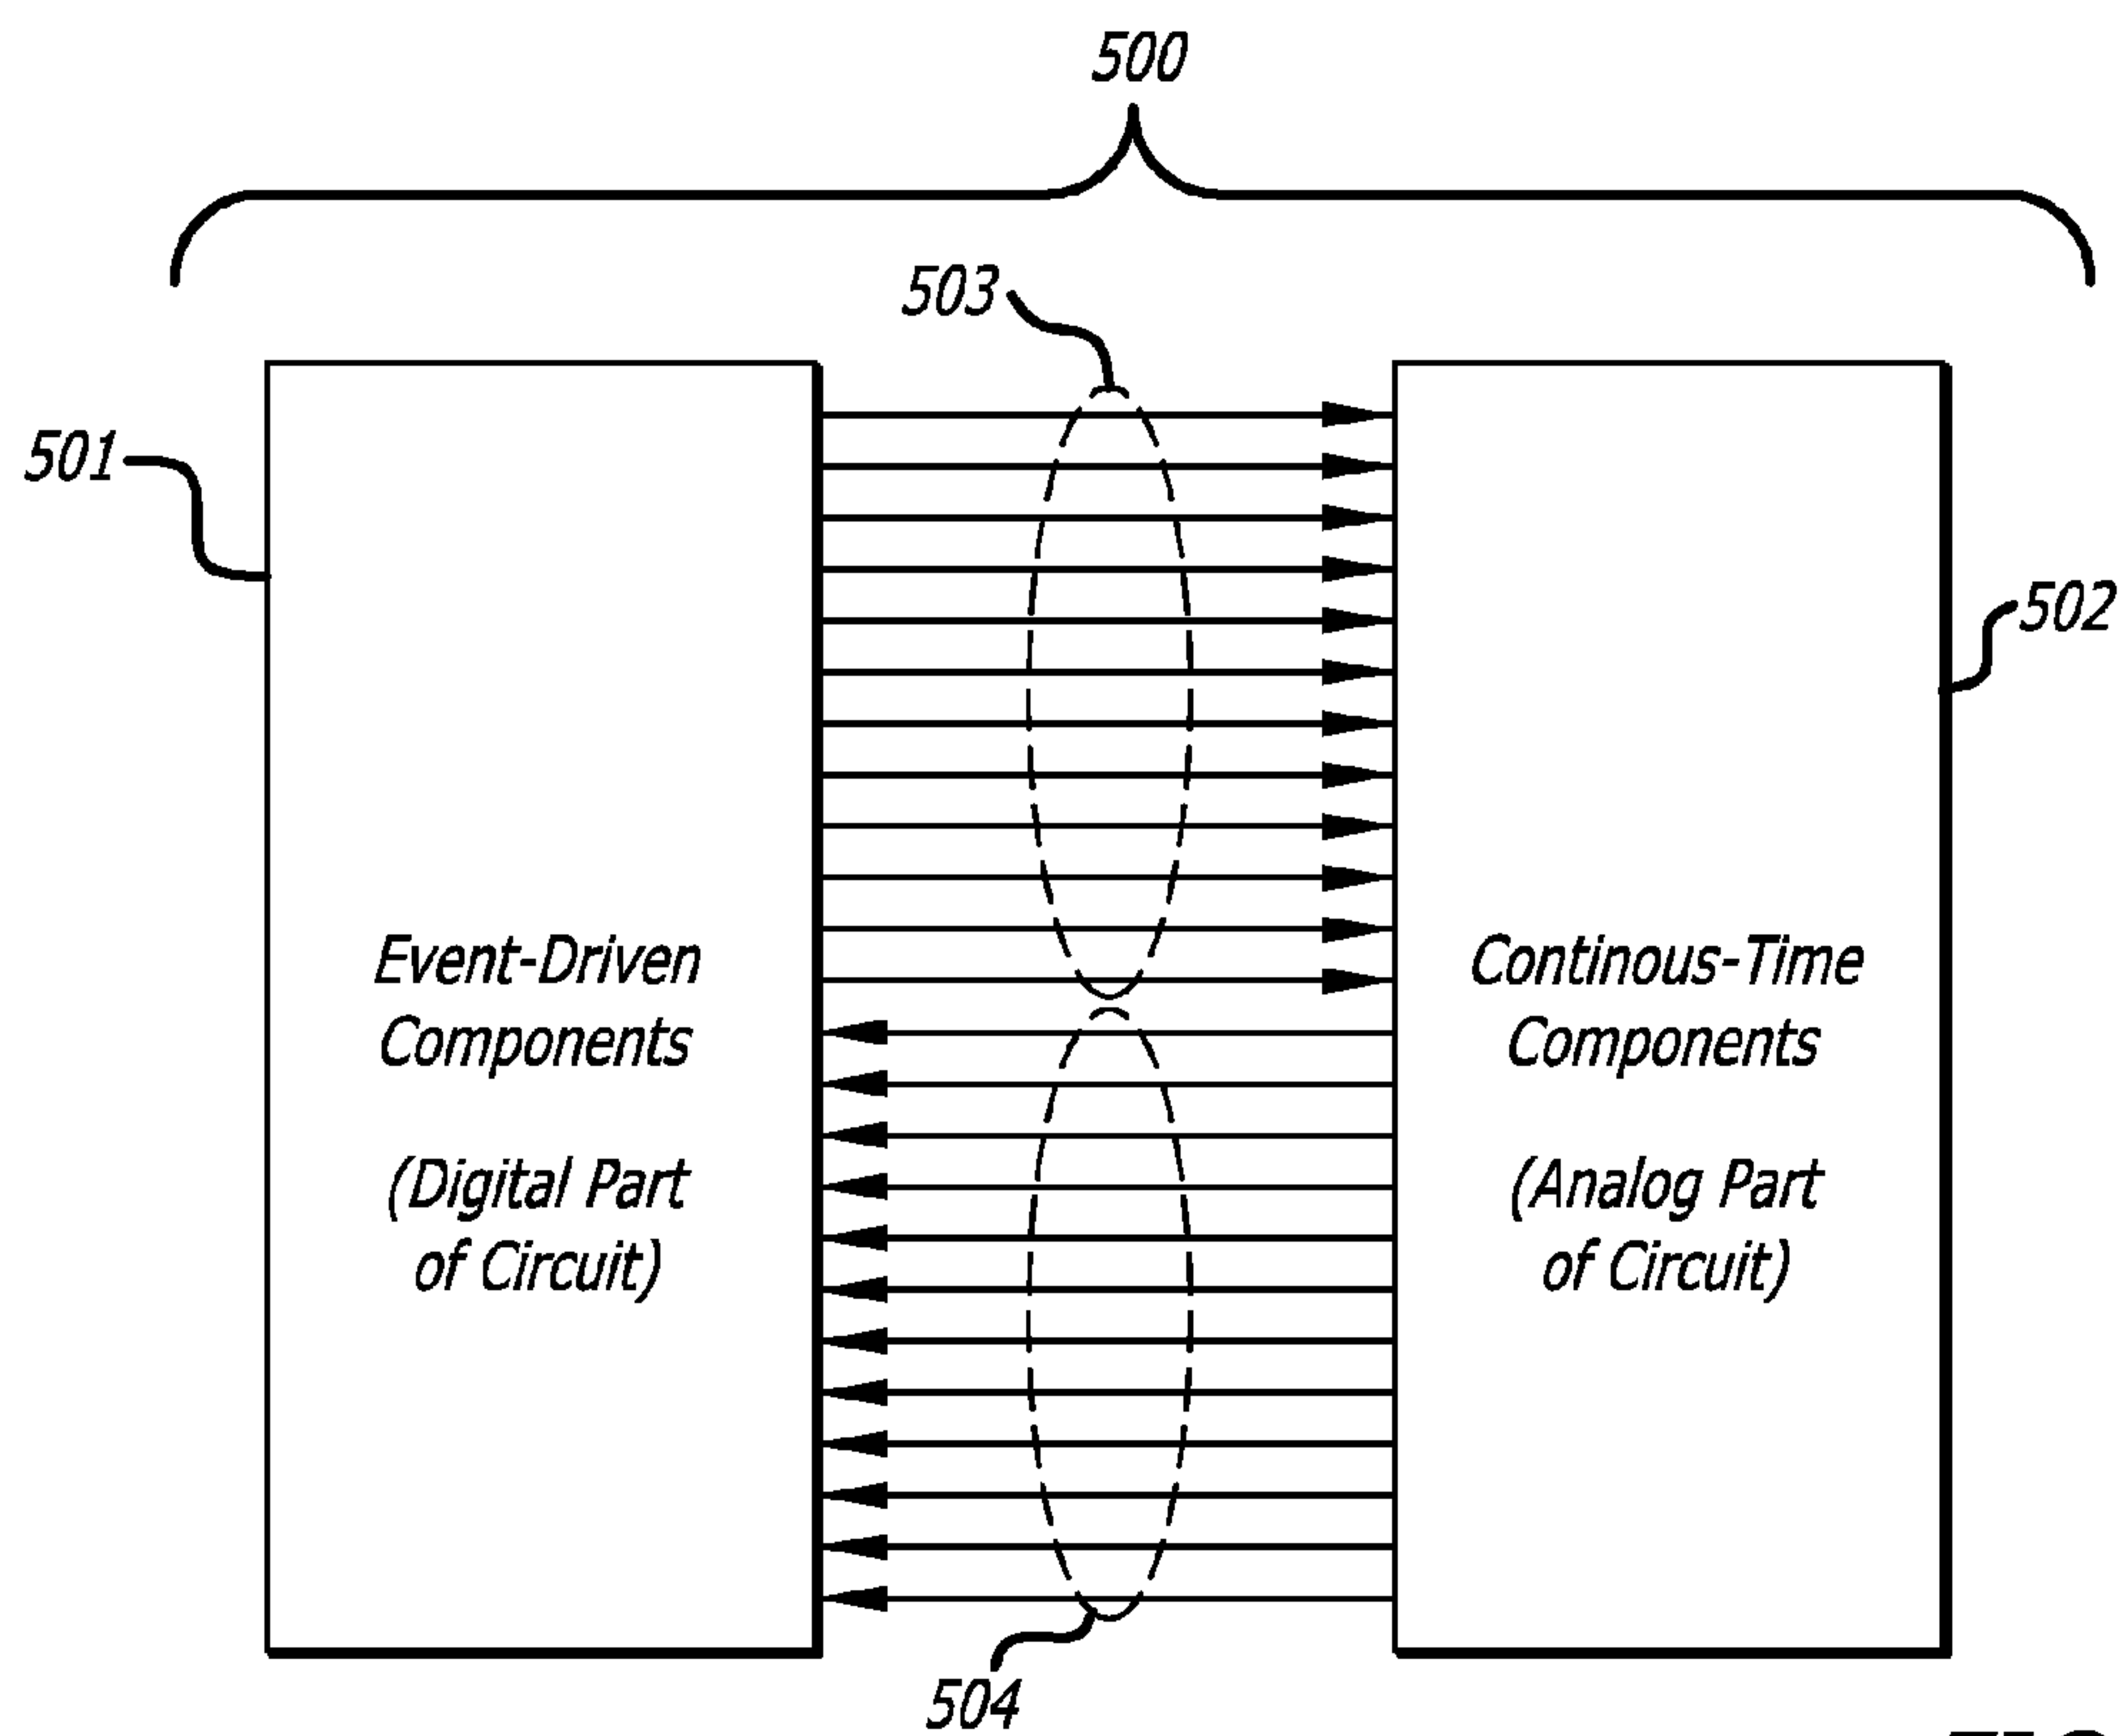 500
503
501
502
Event-Driven
Components
(Digital Part
of Circuit)
Continous-Time
Components
(Analog Part
of Circuit)
504